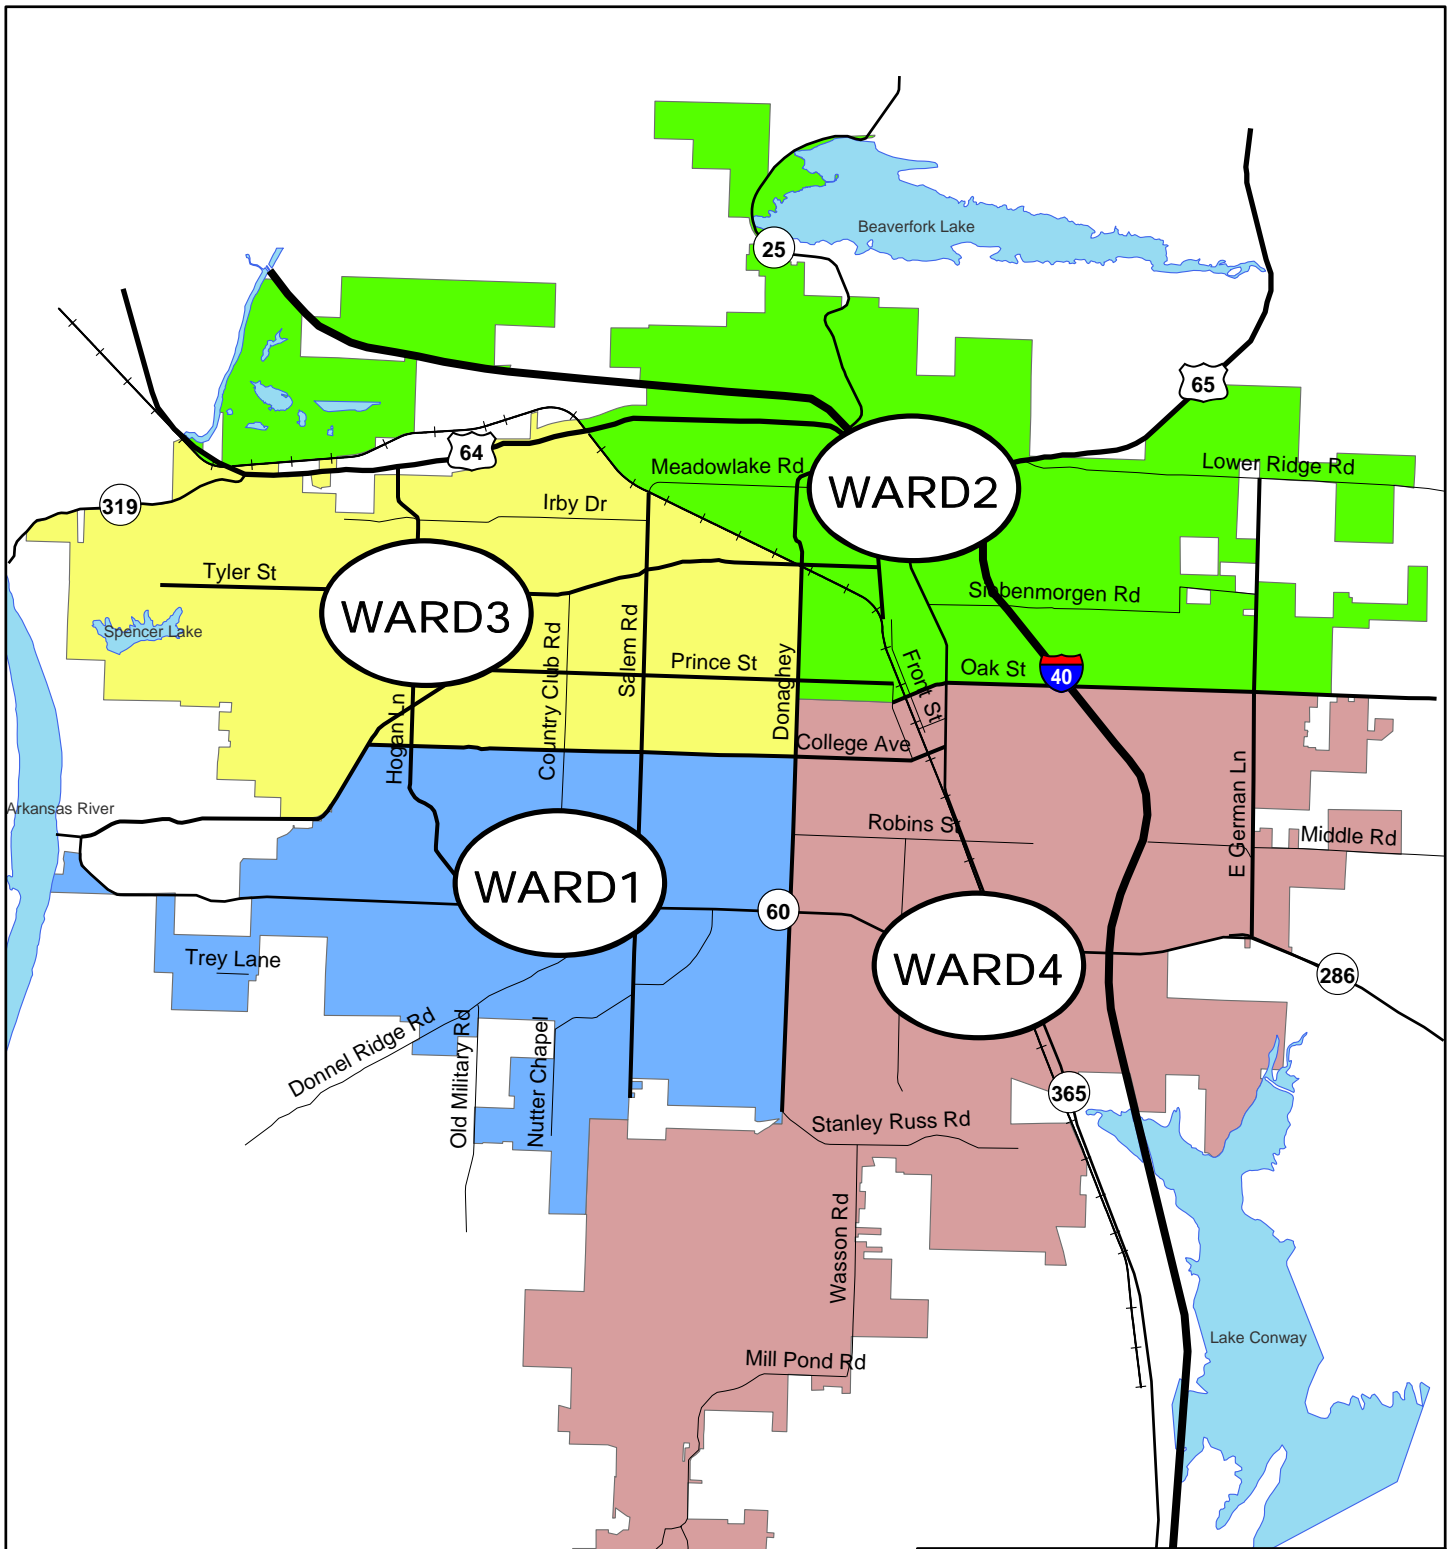 Beaverfork Lake
25
65
64
Meadowlake Rd
Lower Ridge Rd
WARD2
319
Irby Dr
Tyler St
Siebenmorgen Rd
WARD3
Spencer Lake
Country Club Rd
Salem Rd
Prince St
Donaghey
Front St
Oak St
40
Hogan Ln
College Ave
Arkansas River
Robins St
E German Ln
Middle Rd
WARD1
60
Trey Lane
WARD4
286
Donnel Ridge Rd
Old Military Rd
Nutter Chapel
365
Stanley Russ Rd
Wasson Rd
Lake Conway
Mill Pond Rd